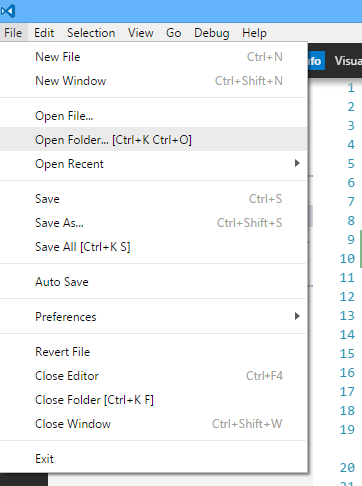 File Edit Selection View Go Debug Help
New File Ctrl+N
New Window Ctrl+Shift+N
Open File...
Open Folder... [Ctrl+K Ctrl+O]
Open Recent
Save Ctrl+S
Save As... Ctrl+Shift+S
Save All [Ctrl+K S]
Auto Save
Preferences
Revert File
Close Editor Ctrl+F4
Close Folder [Ctrl+K F]
Close Window Ctrl+Shift+W
Exit
nfo Visua
1
2
3
4
5
6
7
8
9
10
11
12
13
14
15
16
17
18
19
20
21